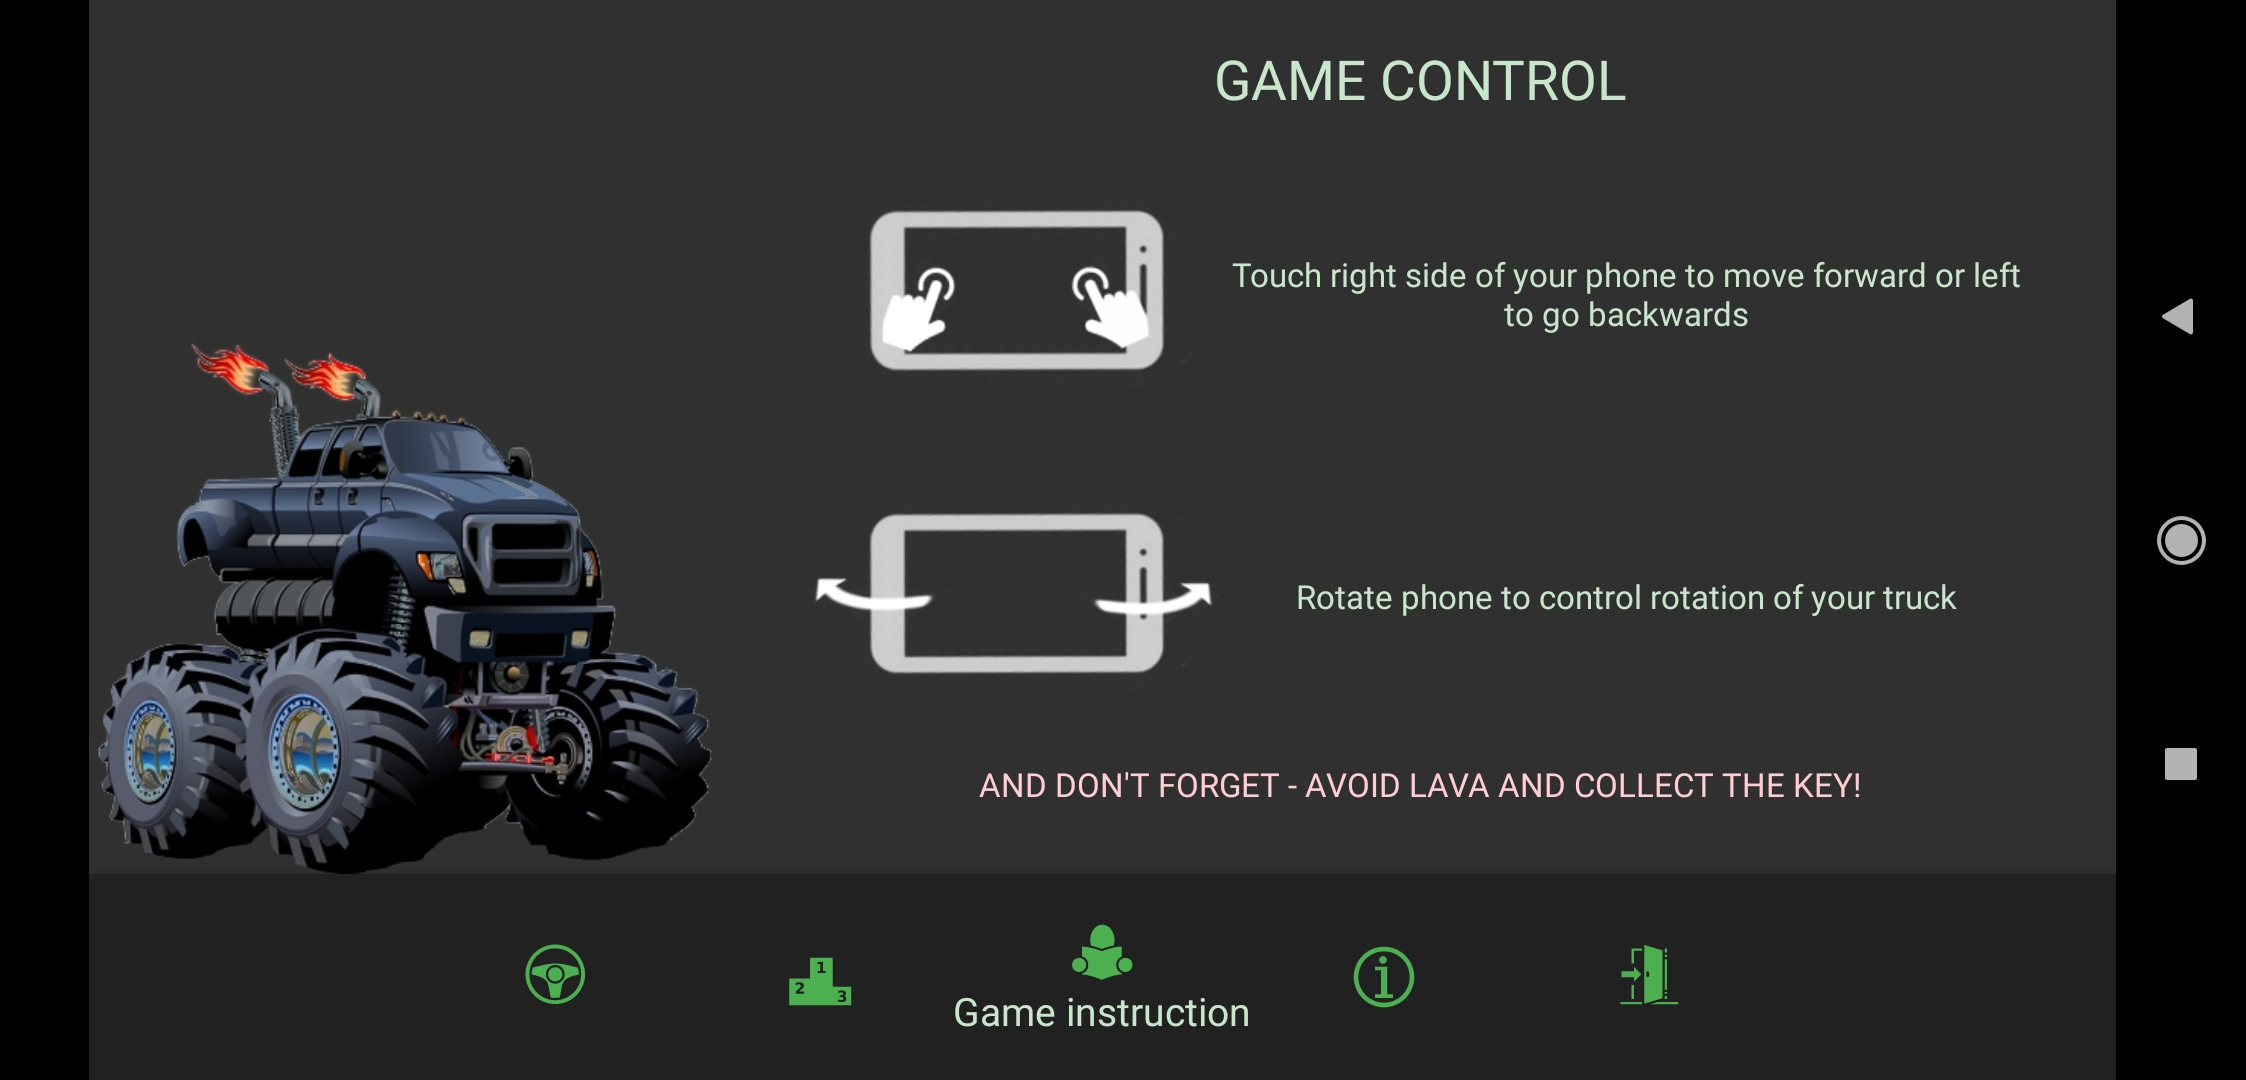 GAME CONTROL
Touch right side of your phone to move forward or left
to go backwards
Rotate phone to control rotation of your truck
AND DON'T FORGET - AVOID LAVA AND COLLECT THE KEY!
1
2 3
Game instruction